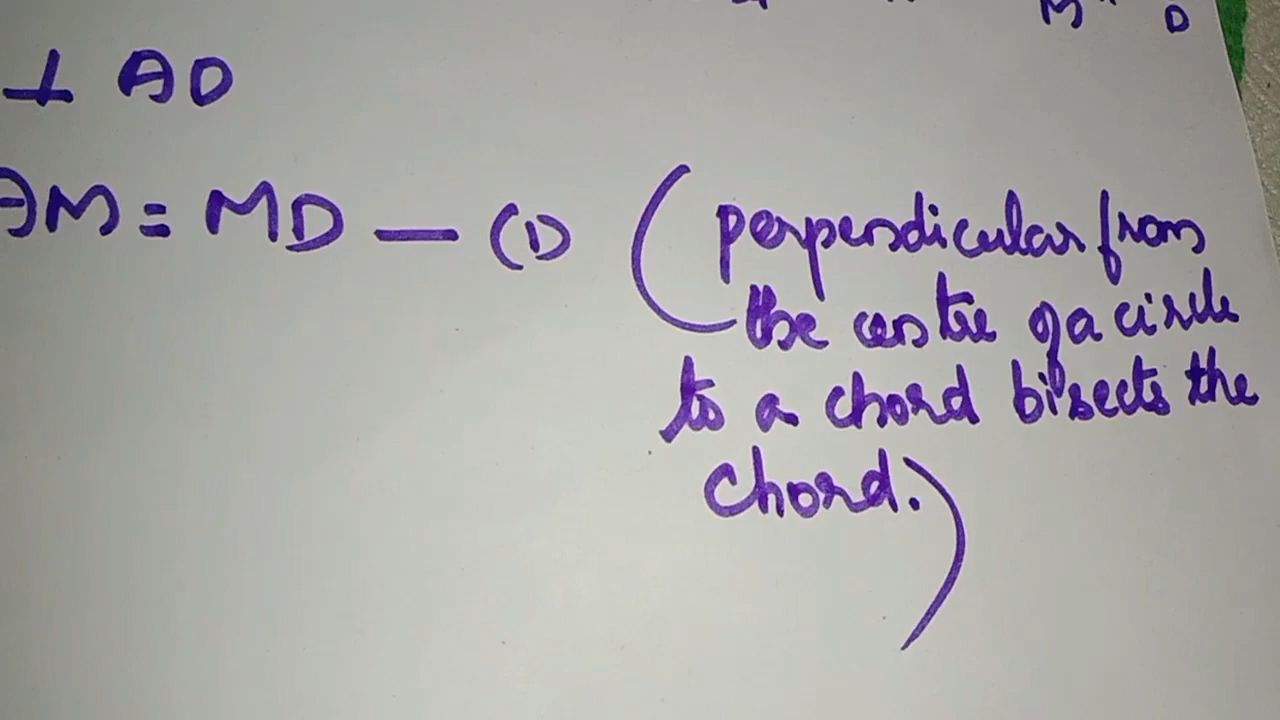 M D
⊥ AD
AM = MD — (1) (perpendicular from
the centre of a circle
to a chord bisects the
chord.)